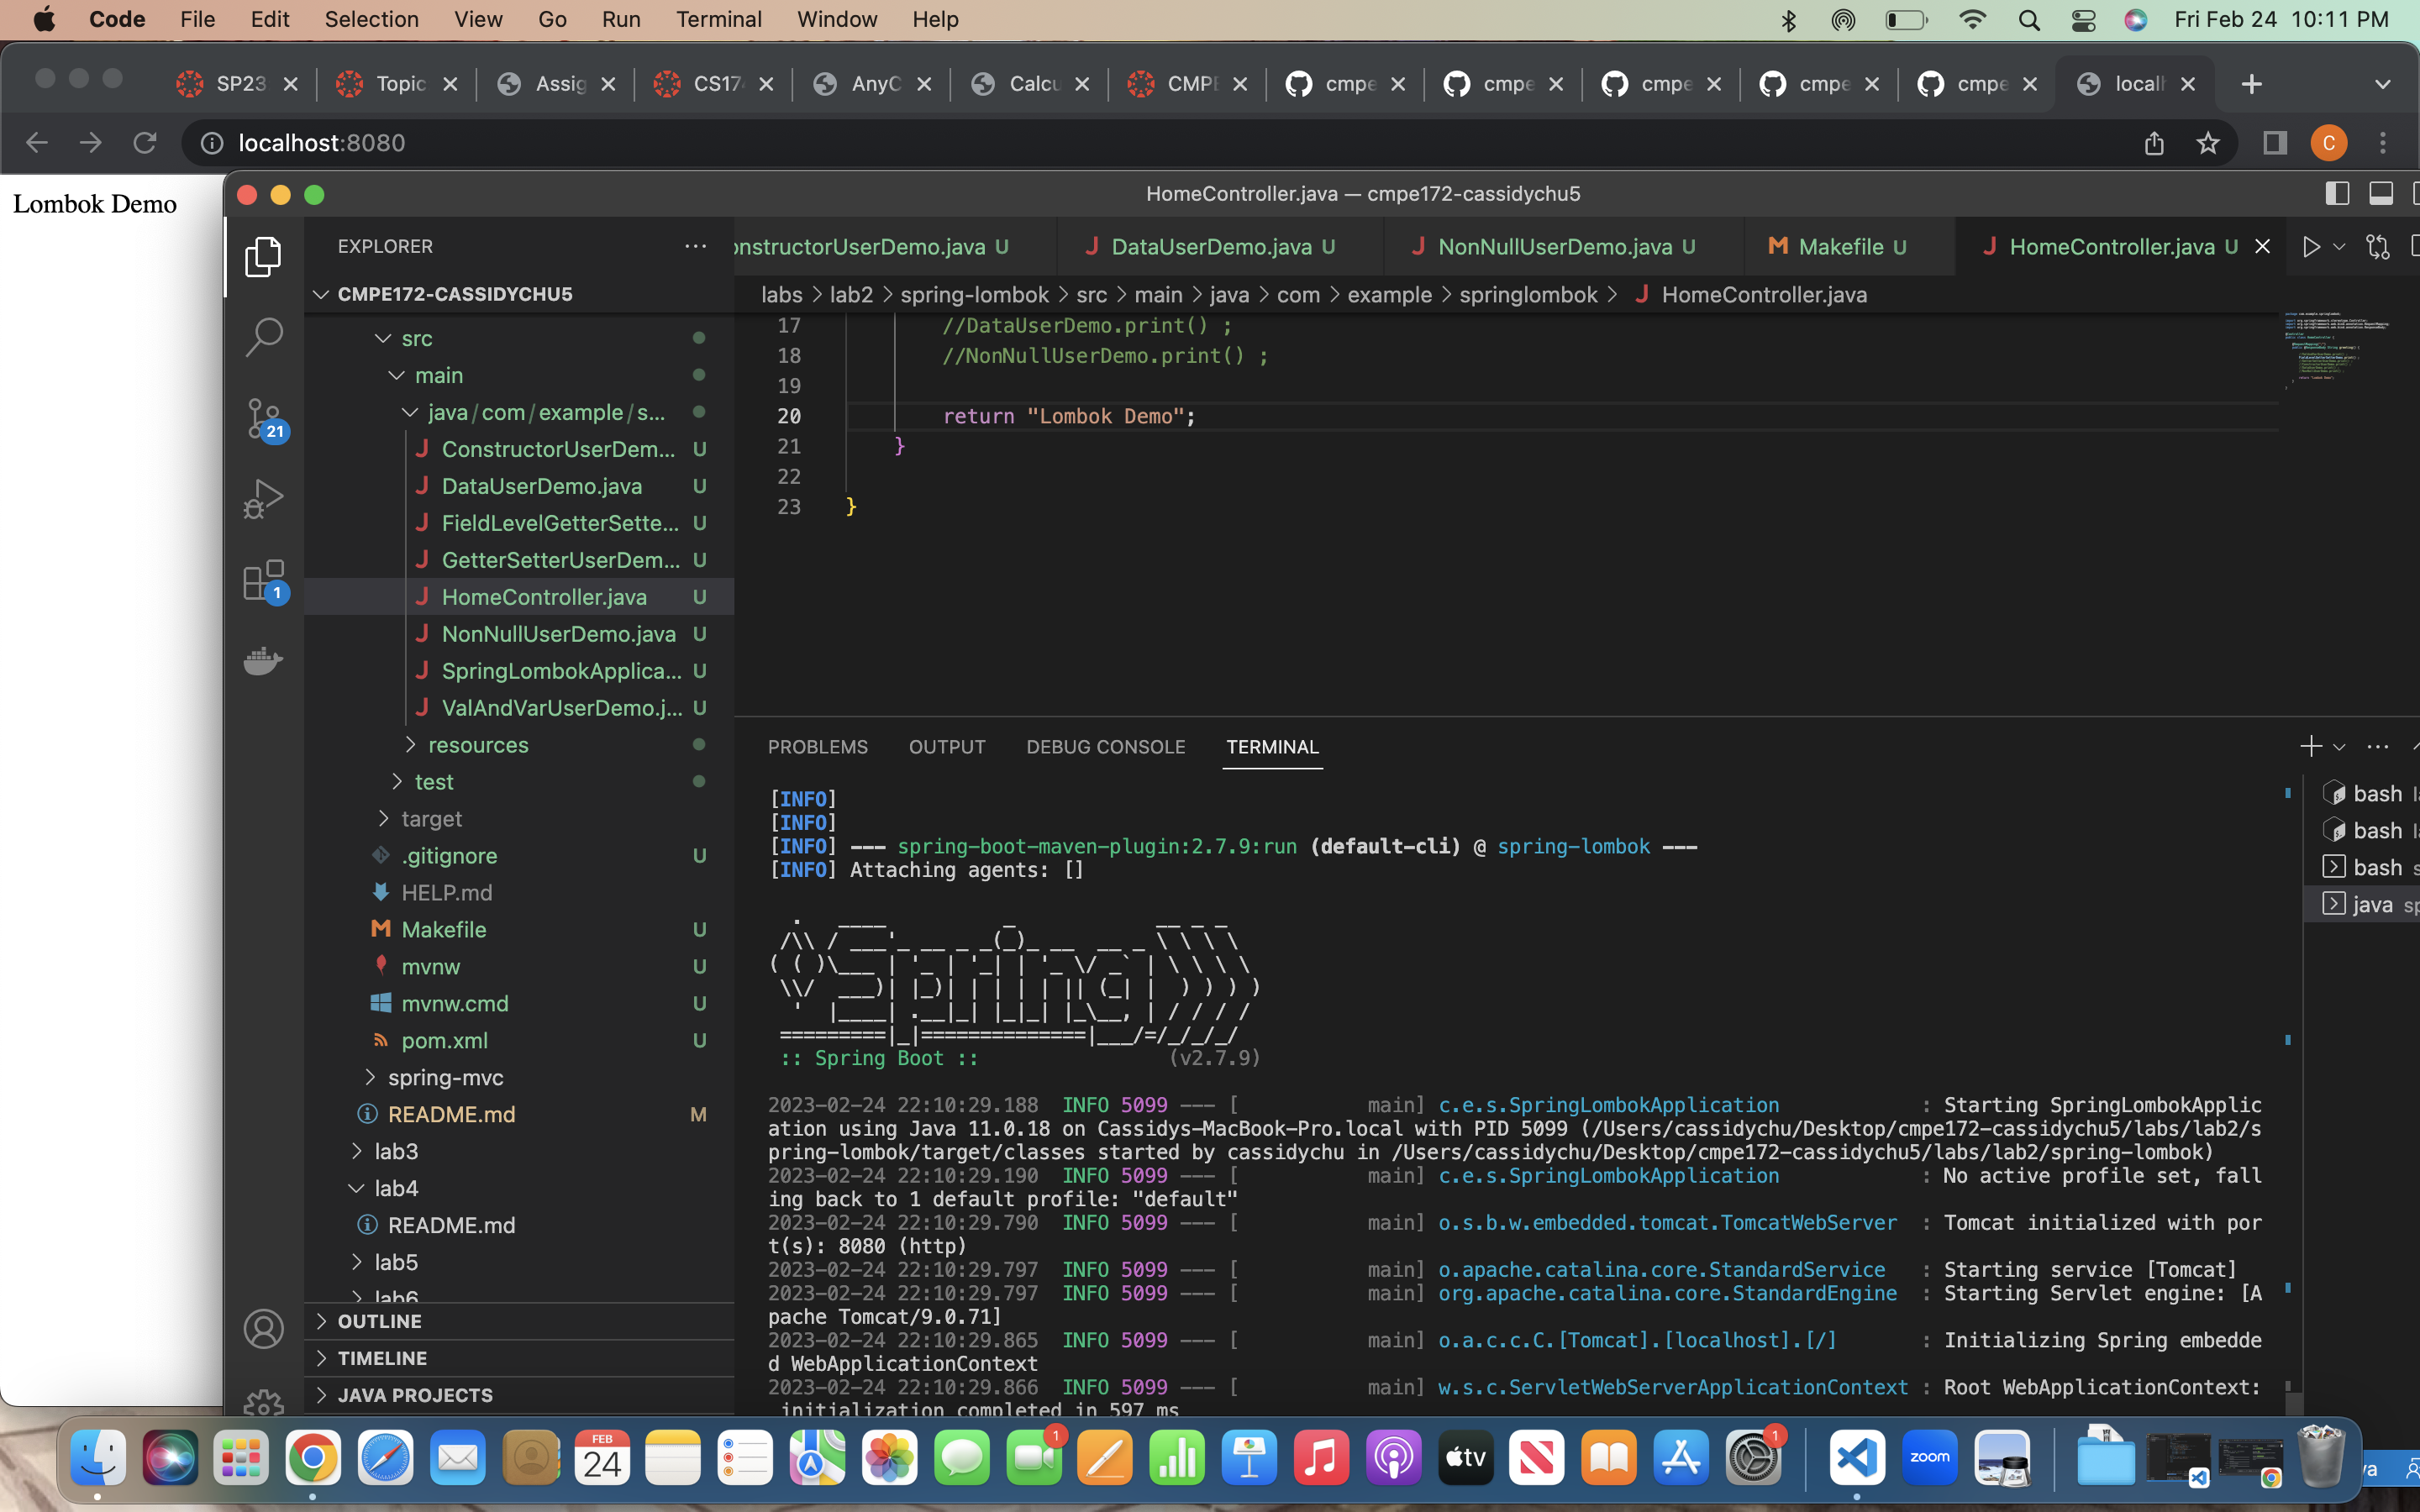 Code File Edit Selection View Go Run Terminal Window Help Fri Feb 24 10:11 PM
SP23 Topic Assig CS174 AnyC Calcu CMPE cmpe cmpe cmpe cmpe cmpe localh
localhost:8080 C
Lombok Demo
HomeController.java — cmpe172-cassidychu5
EXPLORER
CMPE172-CASSIDYCHU5
src
main
java/com/example/s...
ConstructorUserDem... U
DataUserDemo.java U
FieldLevelGetterSette... U
GetterSetterUserDem... U
HomeController.java U
NonNullUserDemo.java U
SpringLombokApplica... U
ValAndVarUserDemo.j... U
resources
test
target
.gitignore U
HELP.md
Makefile U
mvnw U
mvnw.cmd U
pom.xml U
spring-mvc
README.md M
lab3
lab4
README.md
lab5
lab6
OUTLINE
TIMELINE
JAVA PROJECTS
21
1
onstructorUserDemo.java U DataUserDemo.java U NonNullUserDemo.java U Makefile U HomeController.java U
labs > lab2 > spring-lombok > src > main > java > com > example > springlombok > HomeController.java
17 //DataUserDemo.print() ;
18 //NonNullUserDemo.print() ;
19
20 return "Lombok Demo";
21 }
22
23 }
PROBLEMS OUTPUT DEBUG CONSOLE TERMINAL
[INFO]
[INFO]
[INFO] --- spring-boot-maven-plugin:2.7.9:run (default-cli) @ spring-lombok ---
[INFO] Attaching agents: []
Spring
:: Spring Boot :: (v2.7.9)
2023-02-24 22:10:29.188 INFO 5099 --- [ main] c.e.s.SpringLombokApplication : Starting SpringLombokApplic
ation using Java 11.0.18 on Cassidys-MacBook-Pro.local with PID 5099 (/Users/cassidychu/Desktop/cmpe172-cassidychu5/labs/lab2/s
pring-lombok/target/classes started by cassidychu in /Users/cassidychu/Desktop/cmpe172-cassidychu5/labs/lab2/spring-lombok)
2023-02-24 22:10:29.190 INFO 5099 --- [ main] c.e.s.SpringLombokApplication : No active profile set, fall
ing back to 1 default profile: "default"
2023-02-24 22:10:29.790 INFO 5099 --- [ main] o.s.b.w.embedded.tomcat.TomcatWebServer : Tomcat initialized with por
t(s): 8080 (http)
2023-02-24 22:10:29.797 INFO 5099 --- [ main] o.apache.catalina.core.StandardService : Starting service [Tomcat]
2023-02-24 22:10:29.797 INFO 5099 --- [ main] org.apache.catalina.core.StandardEngine : Starting Servlet engine: [A
pache Tomcat/9.0.71]
2023-02-24 22:10:29.865 INFO 5099 --- [ main] o.a.c.c.C.[Tomcat].[localhost].[/] : Initializing Spring embedde
d WebApplicationContext
2023-02-24 22:10:29.866 INFO 5099 --- [ main] w.s.c.ServletWebServerApplicationContext : Root WebApplicationContext:
initialization completed in 597 ms
bash
bash
bash s
java sp
FEB
24
1
tv
1
zoom
va